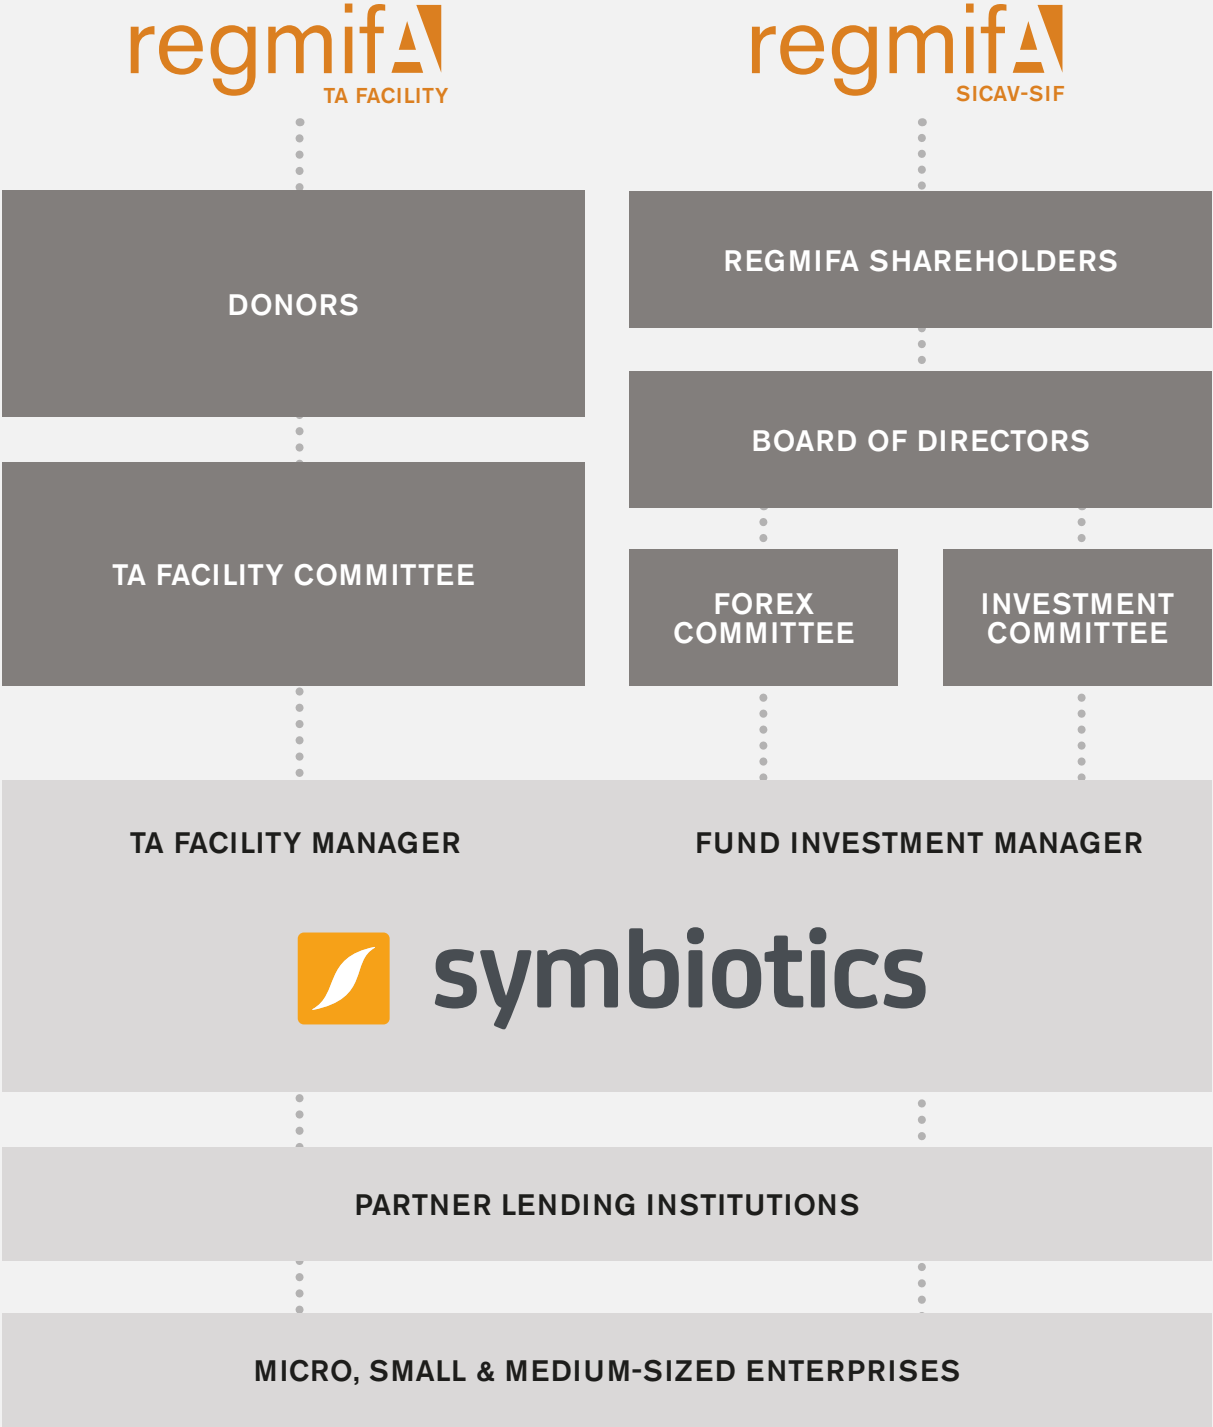 regmifA
TA FACILITY
regmifA
SICAV-SIF
DONORS
REGMIFA SHAREHOLDERS
BOARD OF DIRECTORS
TA FACILITY COMMITTEE
FOREX
COMMITTEE
INVESTMENT
COMMITTEE
TA FACILITY MANAGER
FUND INVESTMENT MANAGER
symbiotics
PARTNER LENDING INSTITUTIONS
MICRO, SMALL & MEDIUM-SIZED ENTERPRISES